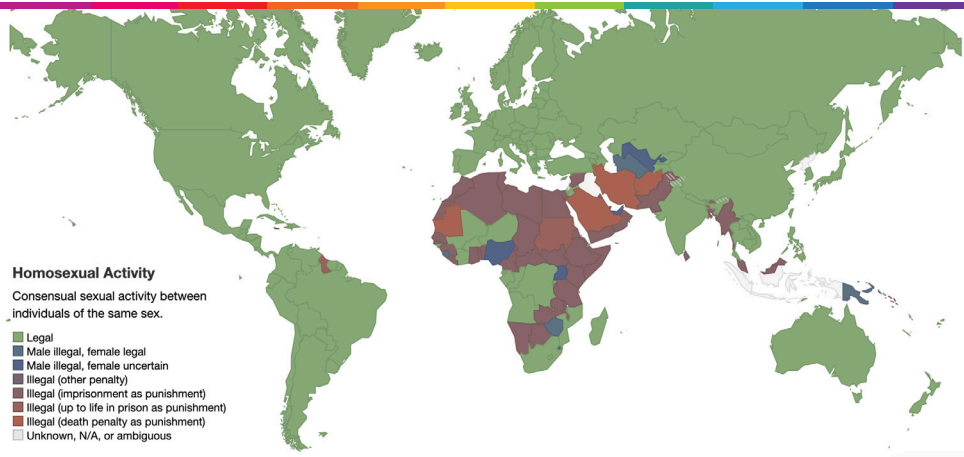 Homosexual Activity
Consensual sexual activity between
individuals of the same sex.
Legal
Male illegal, female legal
Male illegal, female uncertain
Illegal (other penalty)
Illegal (imprisonment as punishment)
Illegal (up to life in prison as punishment)
Illegal (death penalty as punishment)
Unknown, N/A, or ambiguous